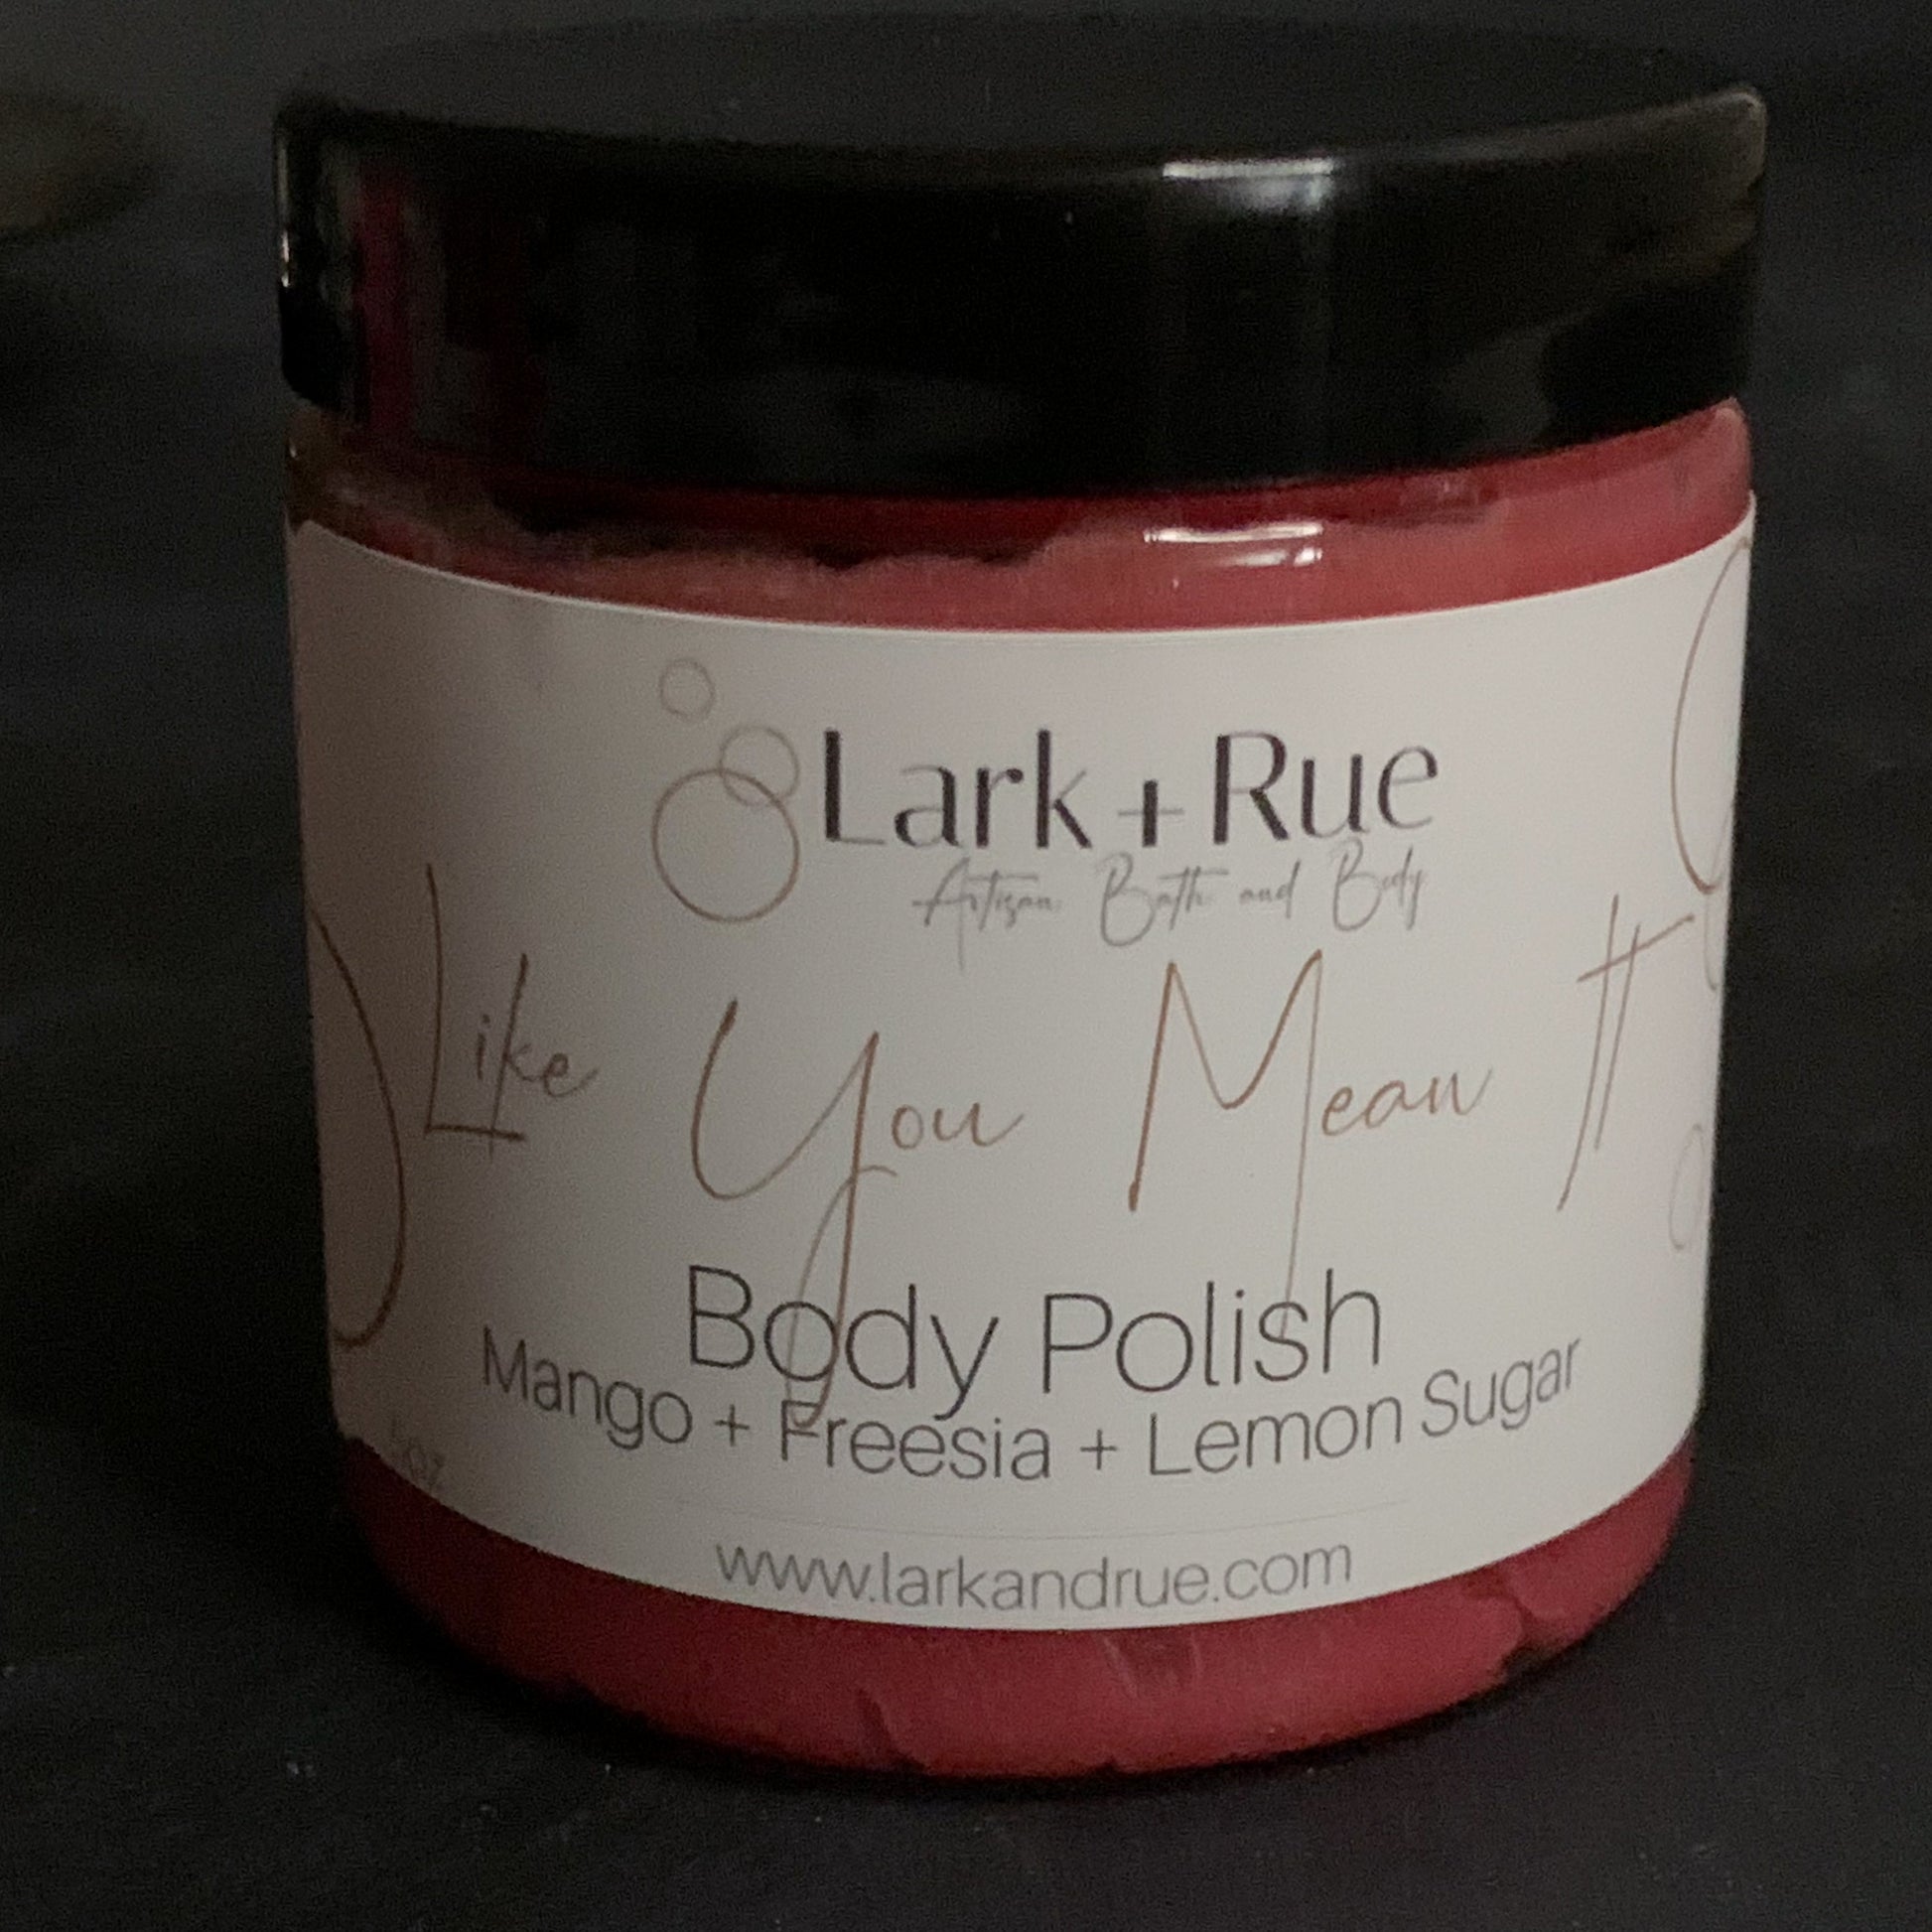 Lark + Rue
Artisan Bath and Body
Like You Mean It
Body Polish
Mango + Freesia + Lemon Sugar
www.larkandrue.com